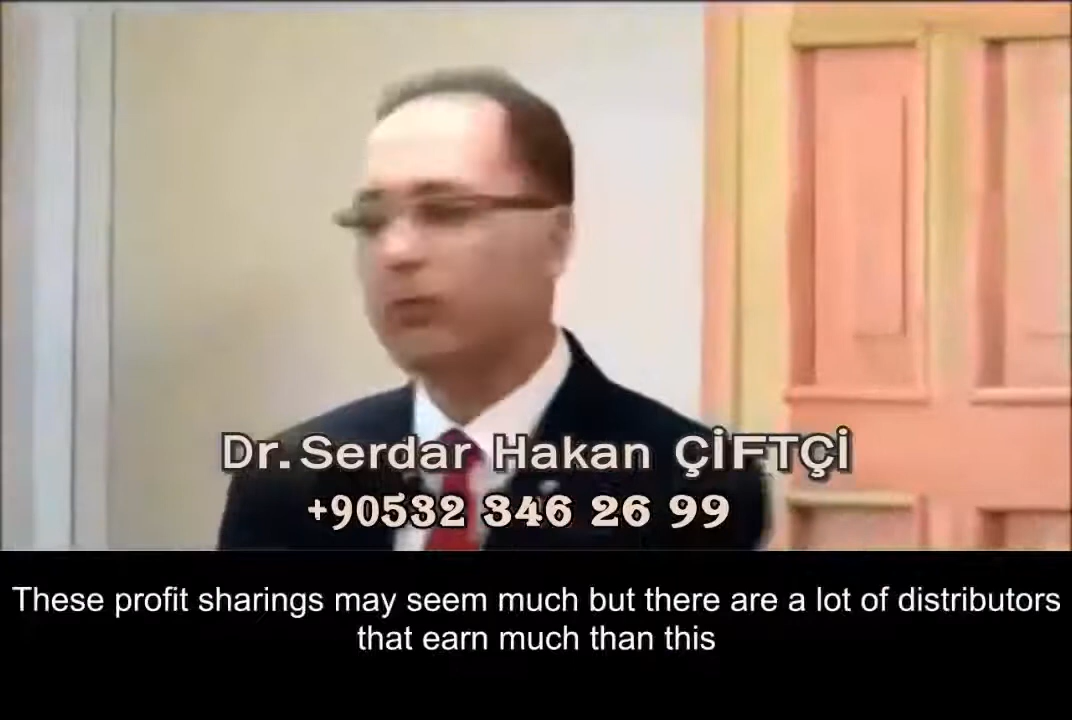 Dr. Serdar Hakan ÇİFTÇİ
+90532 346 26 99
These profit sharings may seem much but there are a lot of distributors
that earn much than this